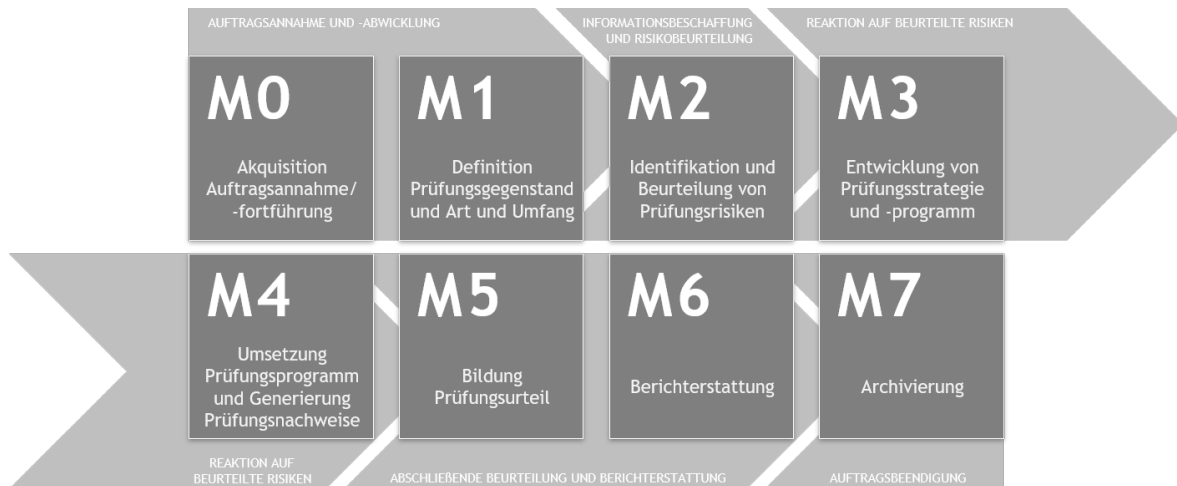 AUFTRAGSANNAHME UND -ABWICKLUNG
INFORMATIONSBESCHAFFUNG
UND RISIKOBEURTEILUNG
REAKTION AUF BEURTEILTE RISIKEN
M0
Akquisition
Auftragsannahme/
-fortführung
M1
Definition
Prüfungsgegenstand
und Art und Umfang
M2
Identifikation und
Beurteilung von
Prüfungsrisiken
M3
Entwicklung von
Prüfungsstrategie
und -programm
M4
Umsetzung
Prüfungsprogramm
und Generierung
Prüfungsnachweise
M5
Bildung
Prüfungsurteil
M6
Berichterstattung
M7
Archivierung
REAKTION AUF
BEURTEILTE RISIKEN
ABSCHLIEßENDE BEURTEILUNG UND BERICHTERSTATTUNG
AUFTRAGSBEENDIGUNG